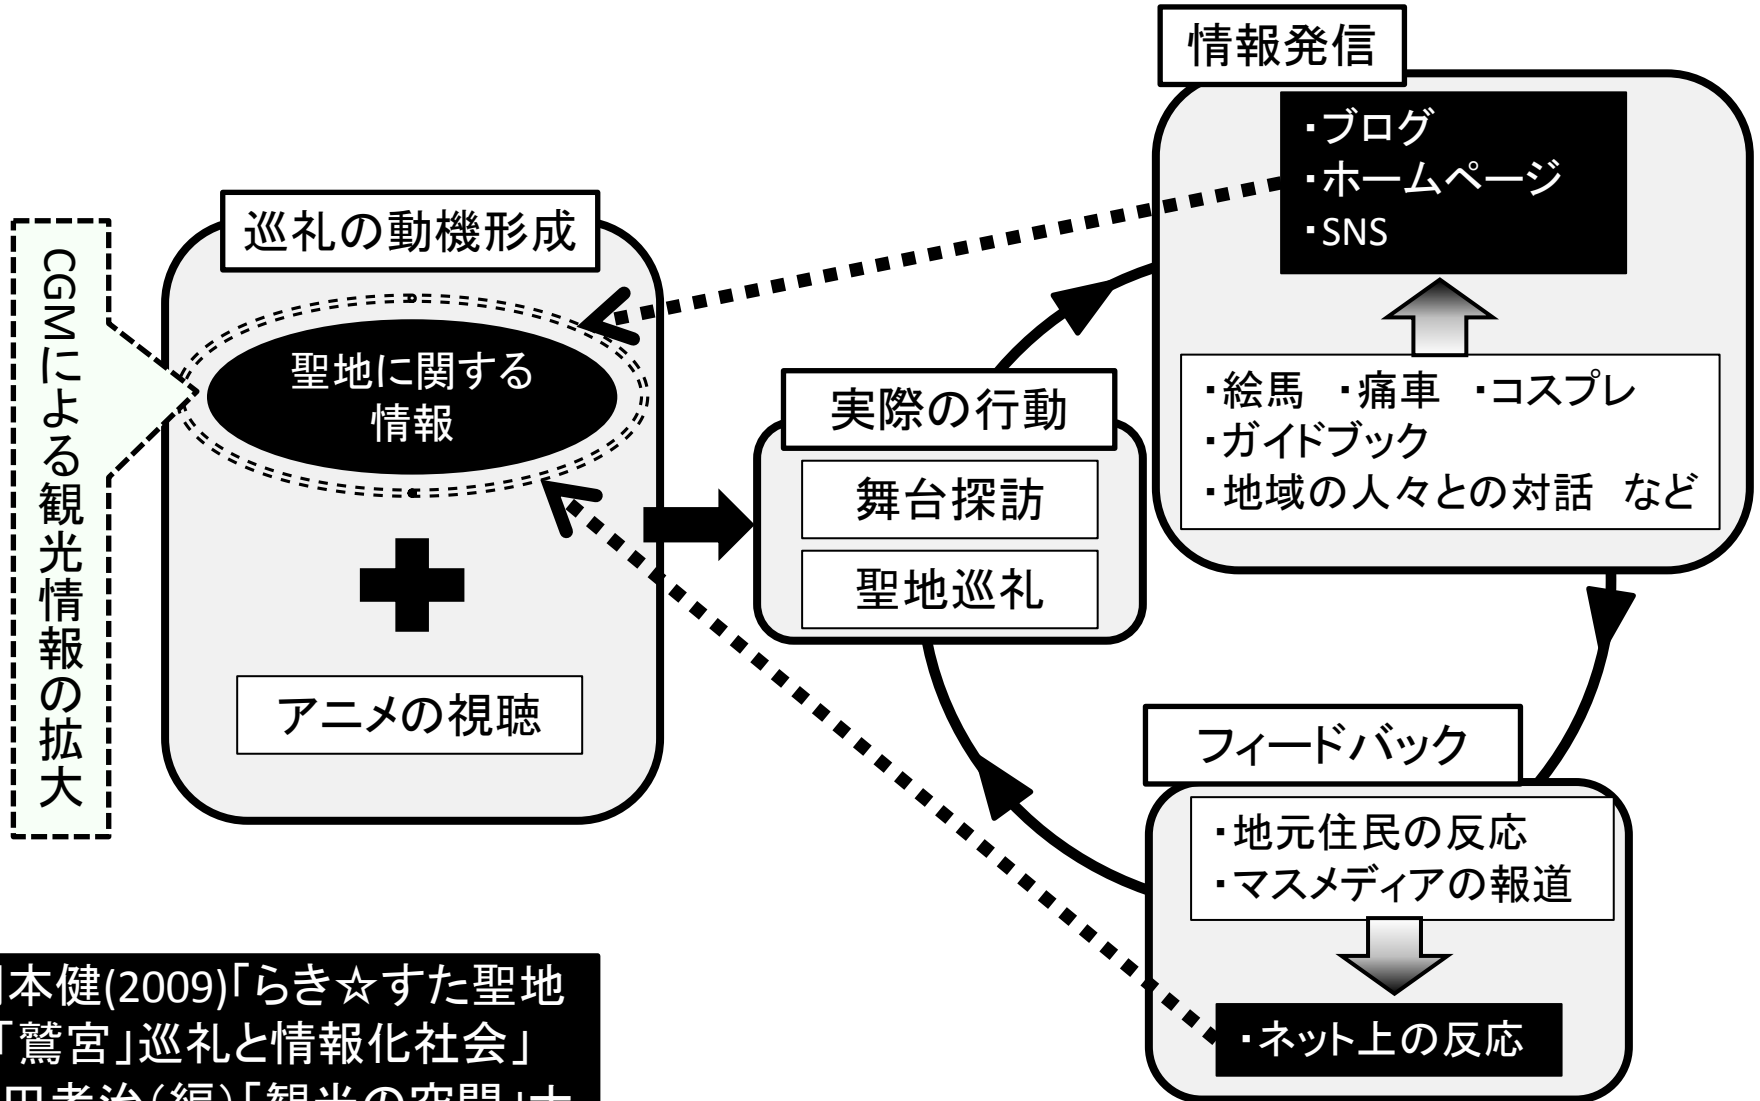 情報発信
・ブログ
・ホームページ
・SNS
・絵馬　・痛車　・コスプレ
・ガイドブック
・地域の人々との対話　など
巡礼の動機形成
聖地に関する
情報
アニメの視聴
CGMによる観光情報の拡大
実際の行動
舞台探訪
聖地巡礼
フィードバック
・地元住民の反応
・マスメディアの報道
・ネット上の反応
本健(2009)「らき☆すた聖地
「鷲宮」巡礼と情報化社会」